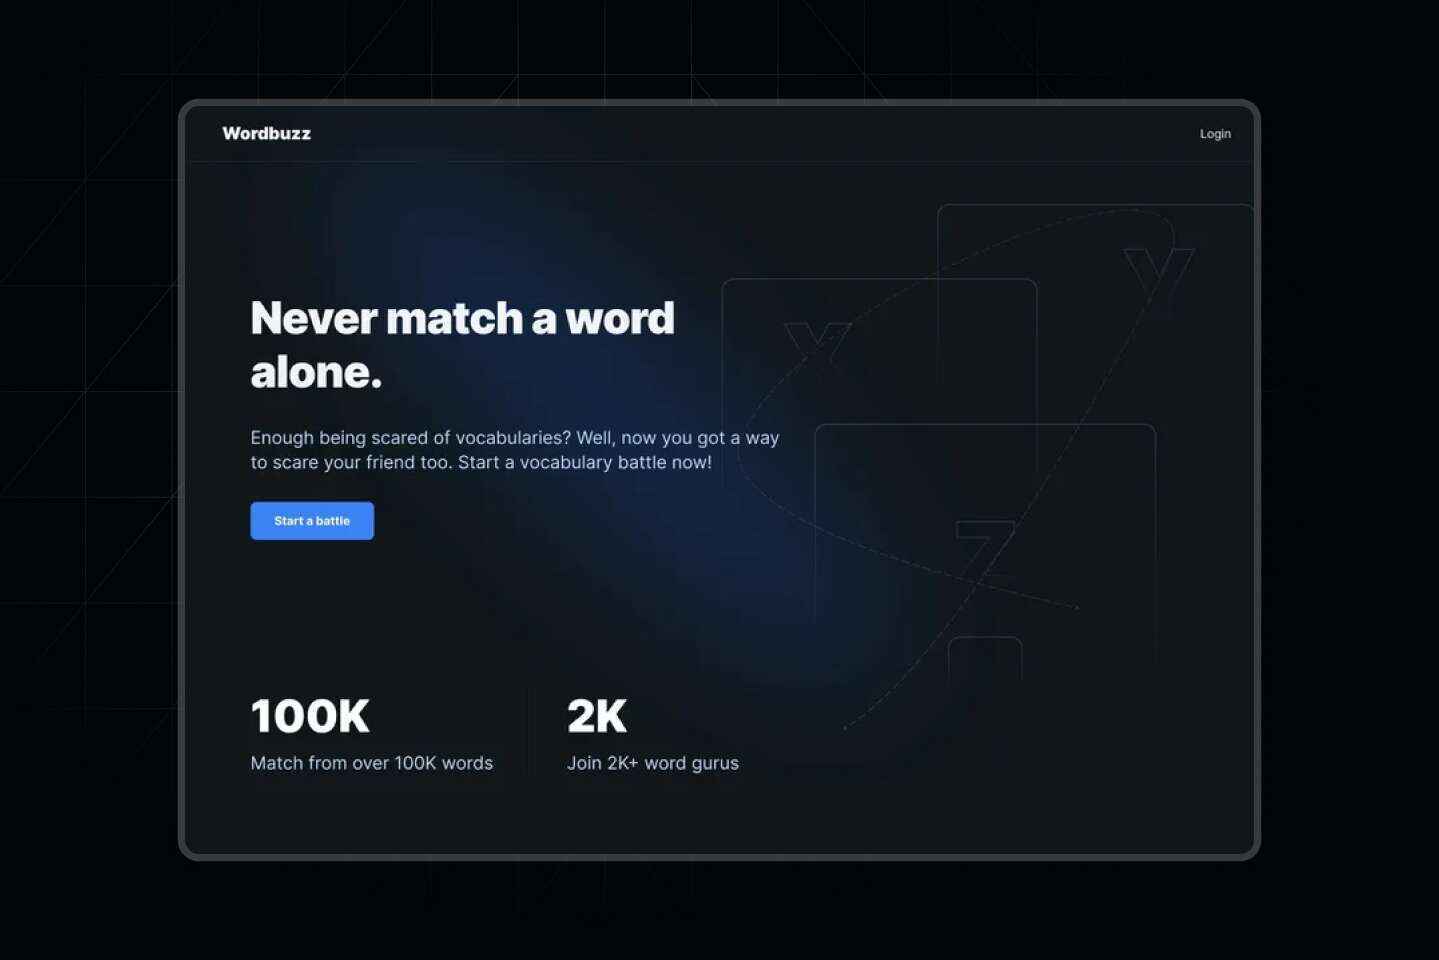 Wordbuzz
Login
Never match a word
alone.
Enough being scared of vocabularies? Well, now you got a way
to scare your friend too. Start a vocabulary battle now!
Start a battle
100K
Match from over 100K words
2K
Join 2K+ word gurus
X
Y
Z